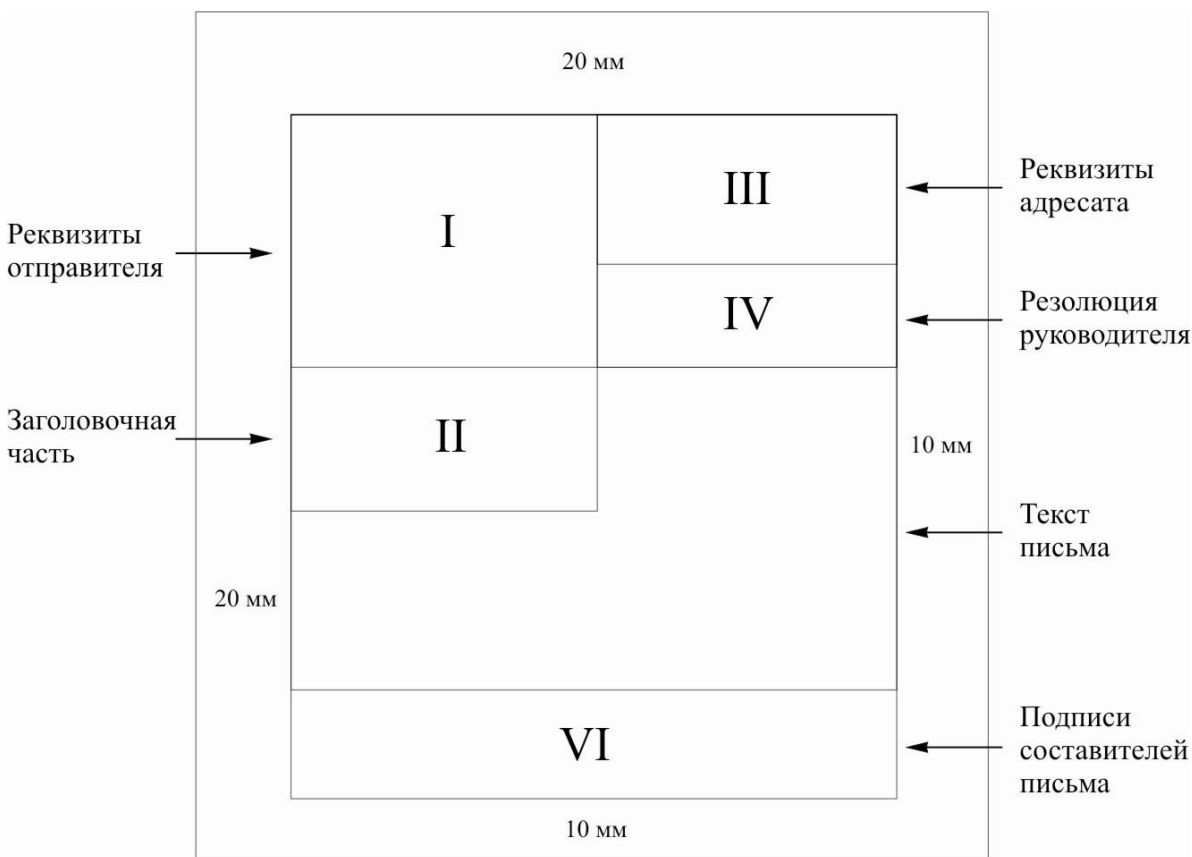 20 мм
I
III
Реквизиты
адресата
Реквизиты
отправителя
IV
Резолюция
руководителя
Заголовочная
часть
II
10 мм
Текст
письма
20 мм
VI
Подписи
составителей
письма
10 мм